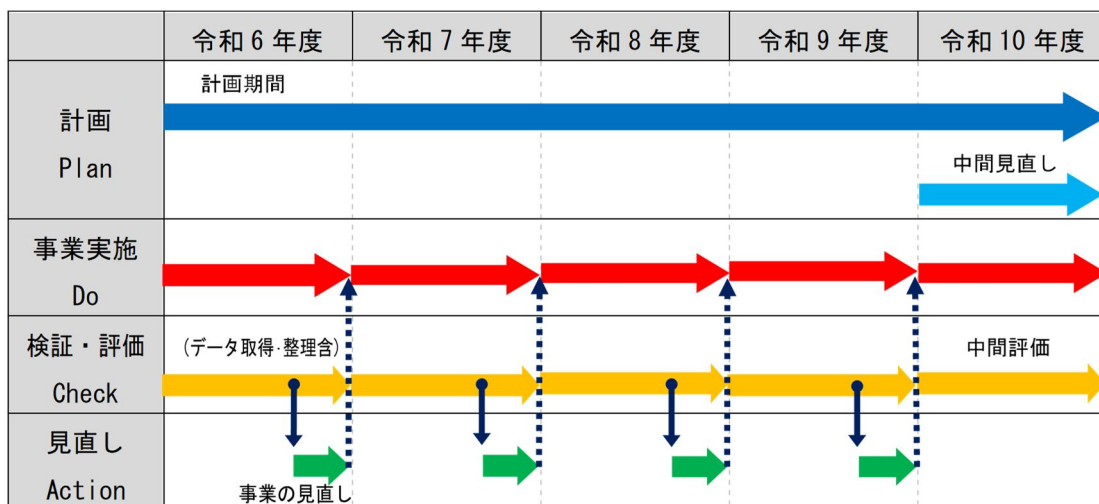 令和6年度 令和7年度 令和8年度 令和9年度 令和10年度
計画
Plan
計画期間
中間見直し
事業実施
Do
検証・評価
Check
(データ取得・整理含)
中間評価
見直し
Action
事業の見直し